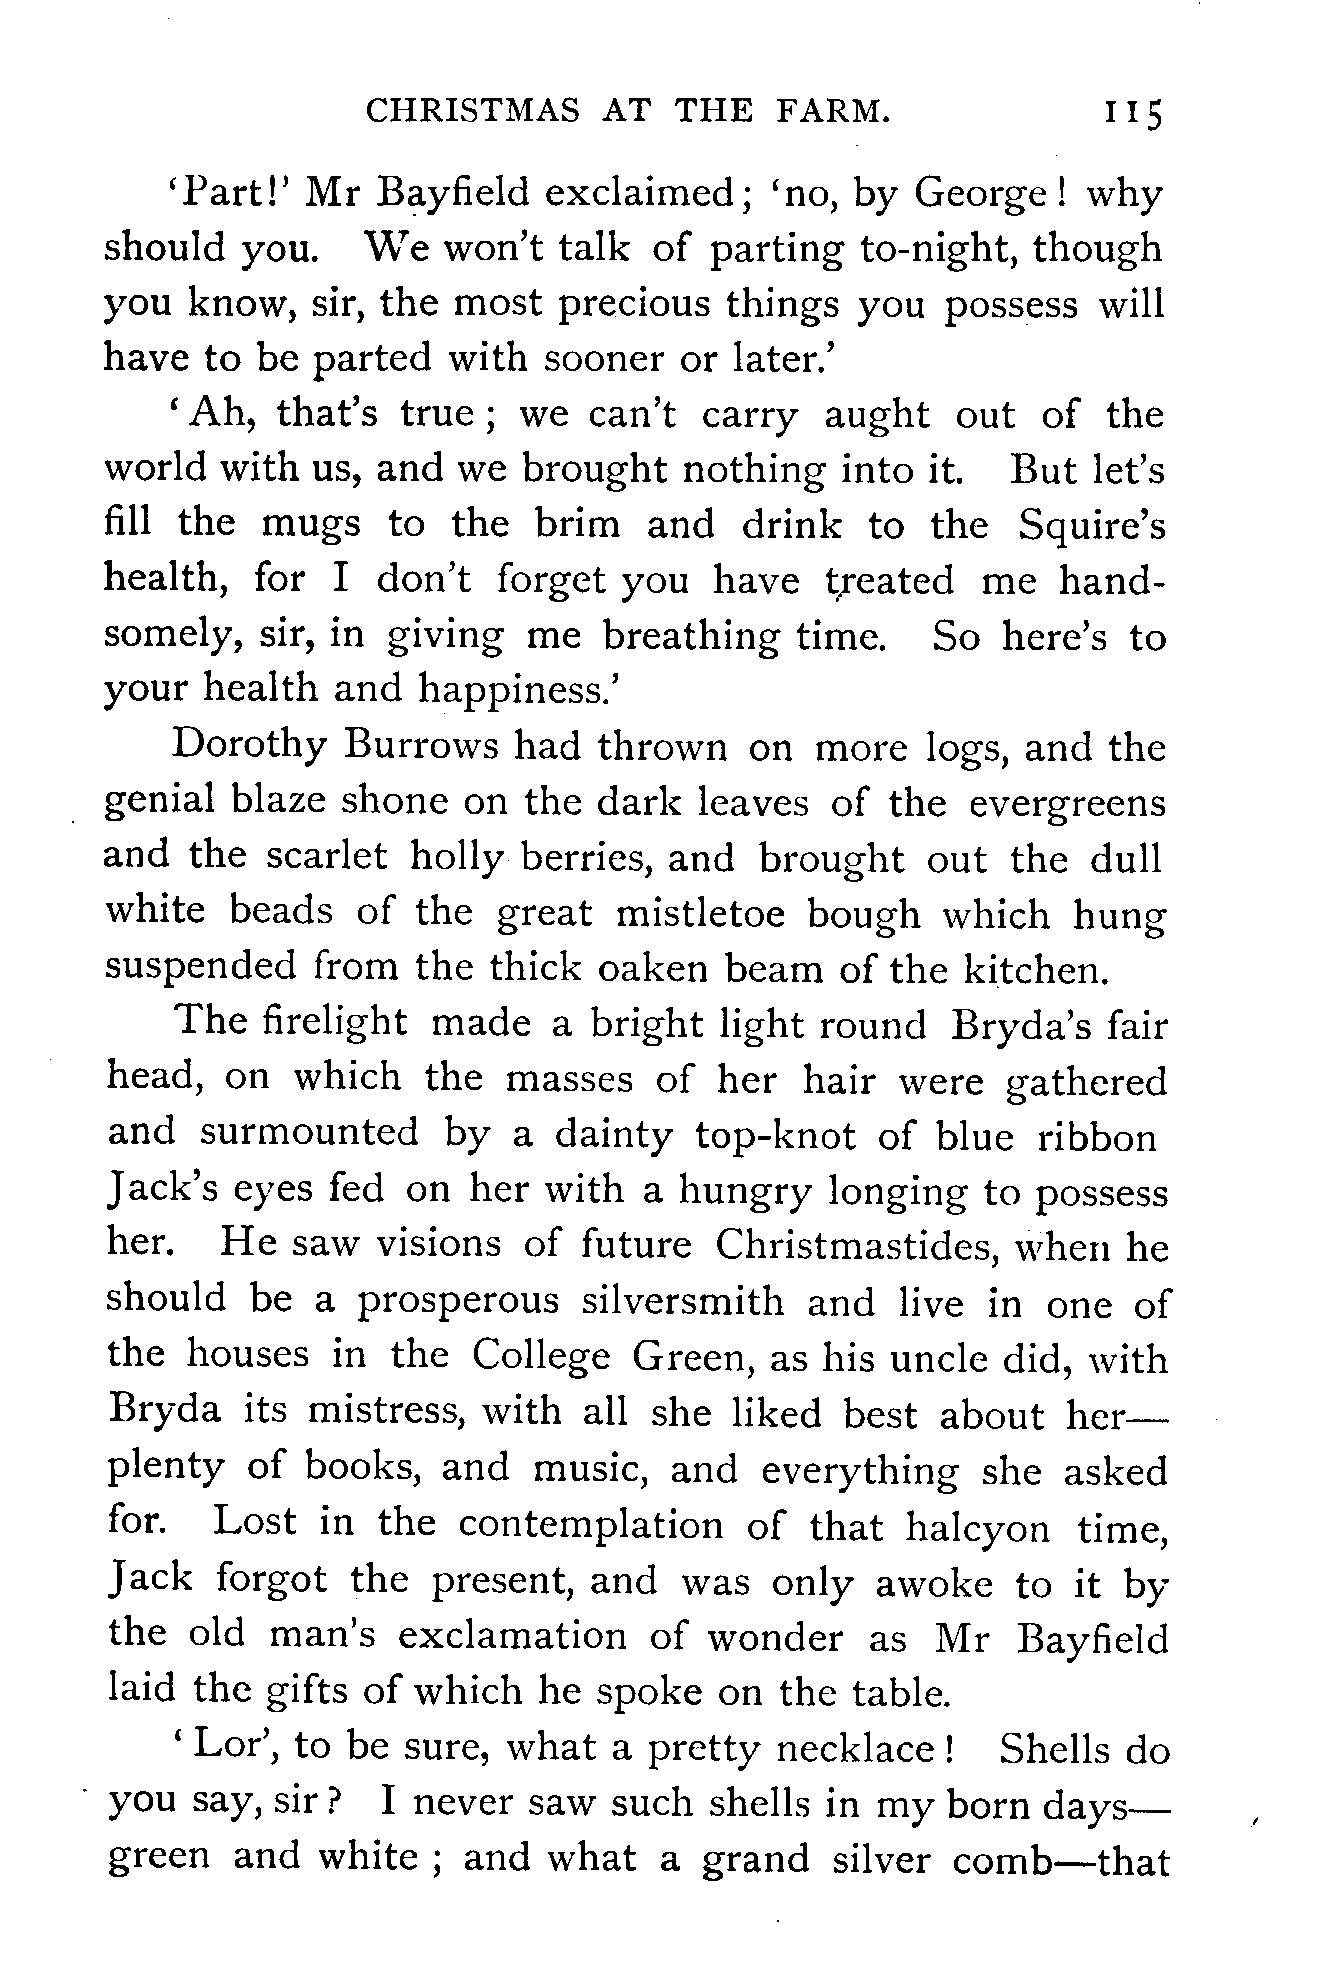 CHRISTMAS AT THE FARM. 115
'Part!' Mr Bayfield exclaimed; 'no, by George! why
should you. We won't talk of parting to-night, though
you know, sir, the most precious things you possess will
have to be parted with sooner or later.'
'Ah, that's true; we can't carry aught out of the
world with us, and we brought nothing into it. But let's
fill the mugs to the brim and drink to the Squire's
health, for I don't forget you have treated me hand-
somely, sir, in giving me breathing time. So here's to
your health and happiness.'
Dorothy Burrows had thrown on more logs, and the
genial blaze shone on the dark leaves of the evergreens
and the scarlet holly berries, and brought out the dull
white beads of the great mistletoe bough which hung
suspended from the thick oaken beam of the kitchen.
The firelight made a bright light round Bryda's fair
head, on which the masses of her hair were gathered
and surmounted by a dainty top-knot of blue ribbon
Jack's eyes fed on her with a hungry longing to possess
her. He saw visions of future Christmastides, when he
should be a prosperous silversmith and live in one of
the houses in the College Green, as his uncle did, with
Bryda its mistress, with all she liked best about her—
plenty of books, and music, and everything she asked
for. Lost in the contemplation of that halcyon time,
Jack forgot the present, and was only awoke to it by
the old man's exclamation of wonder as Mr Bayfield
laid the gifts of which he spoke on the table.
'Lor', to be sure, what a pretty necklace! Shells do
you say, sir? I never saw such shells in my born days—
green and white; and what a grand silver comb—that